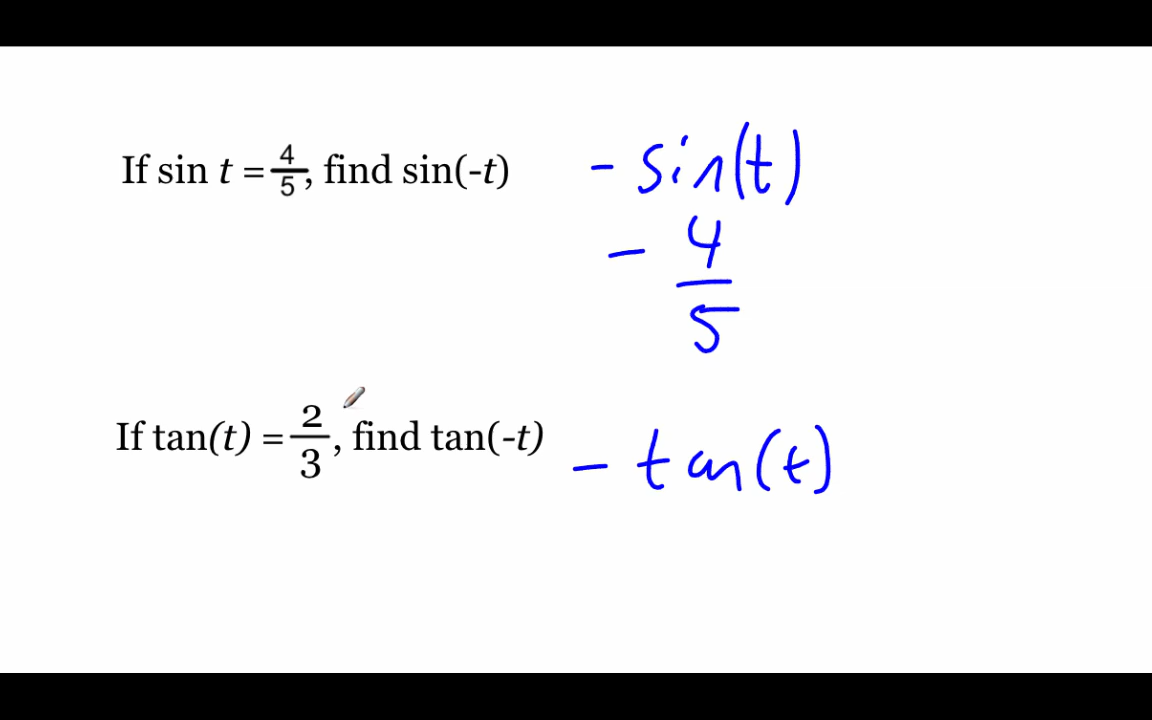 If sin t = 4/5, find sin(-t) - sin(t)
- 4/5
If tan(t) = 2/3, find tan(-t) - tan(t)